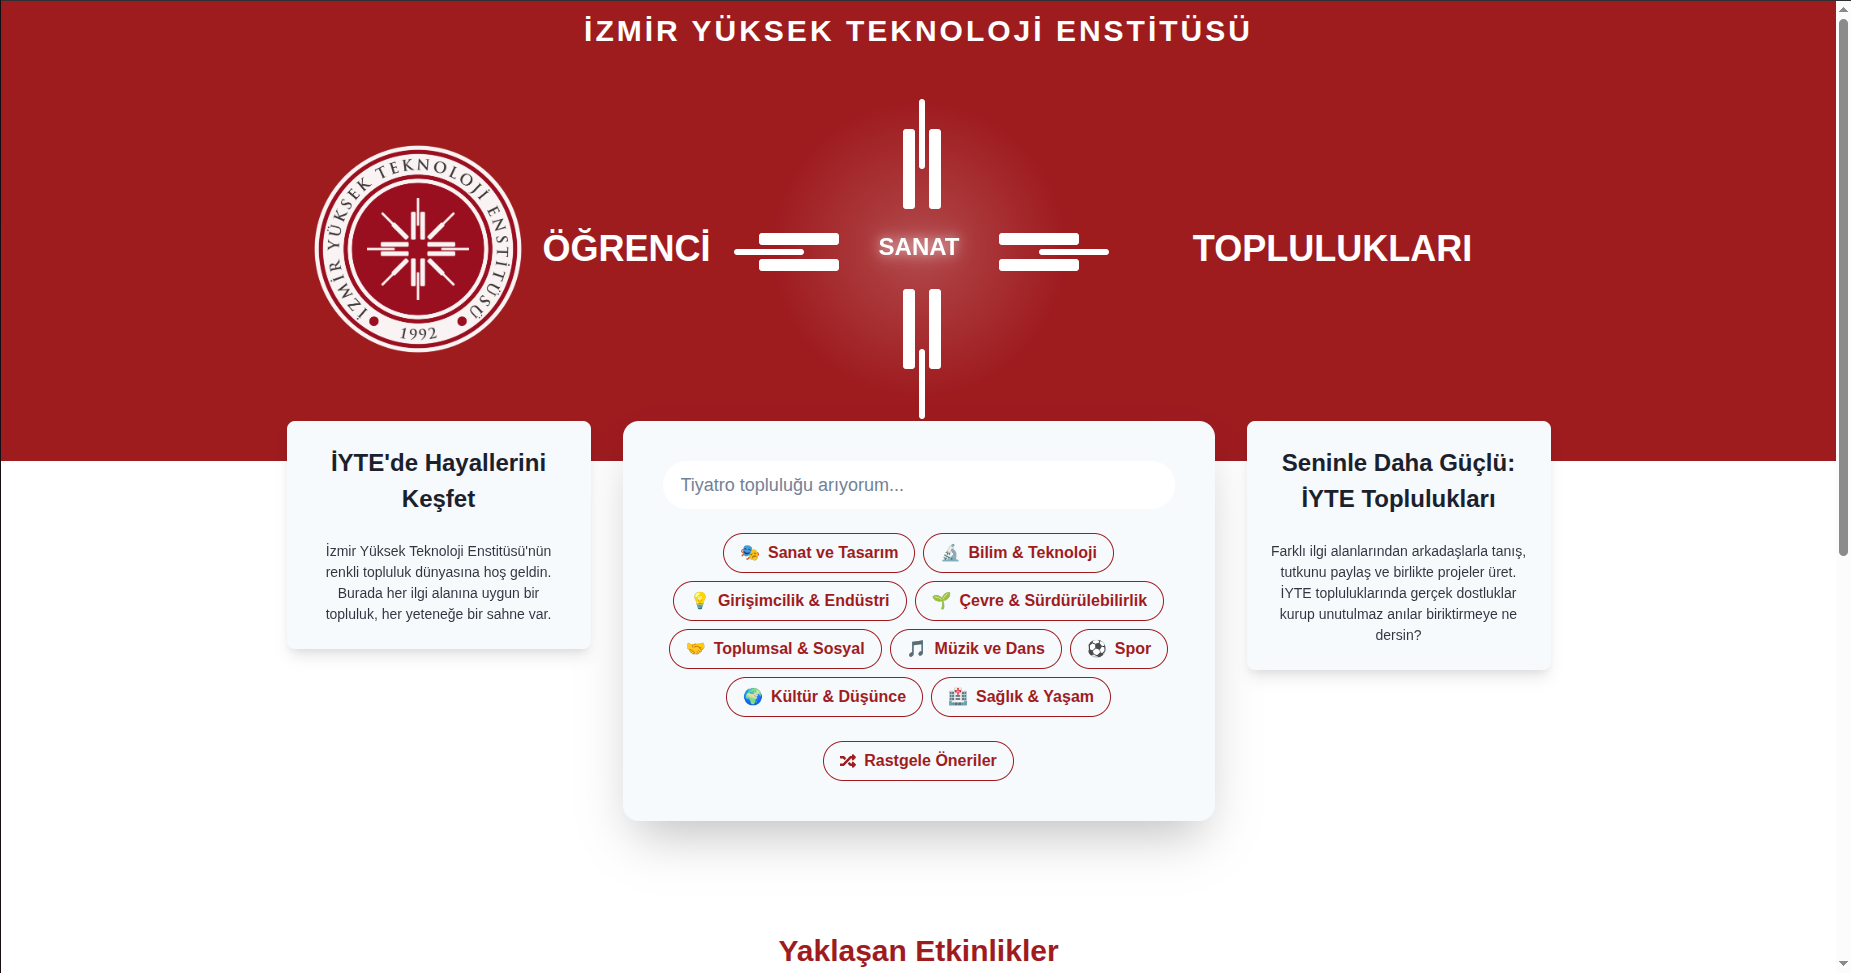 İZMİR YÜKSEK TEKNOLOJİ ENSTİTÜSÜ
İZMİR YÜKSEK TEKNOLOJİ ENSTİTÜSÜ
1992
ÖĞRENCİ
SANAT
TOPLULUKLARI
İYTE'de Hayallerini
Keşfet
İzmir Yüksek Teknoloji Enstitüsü'nün
renkli topluluk dünyasına hoş geldin.
Burada her ilgi alanına uygun bir
topluluk, her yeteneğe bir sahne var.
Tiyatro topluluğu arıyorum...
Sanat ve Tasarım
Bilim & Teknoloji
Girişimcilik & Endüstri
Çevre & Sürdürülebilirlik
Toplumsal & Sosyal
Müzik ve Dans
Spor
Kültür & Düşünce
Sağlık & Yaşam
Rastgele Öneriler
Seninle Daha Güçlü:
İYTE Toplulukları
Farklı ilgi alanlarından arkadaşlarla tanış,
tutkunu paylaş ve birlikte projeler üret.
İYTE topluluklarında gerçek dostluklar
kurup unutulmaz anılar biriktirmeye ne
dersin?
Yaklaşan Etkinlikler